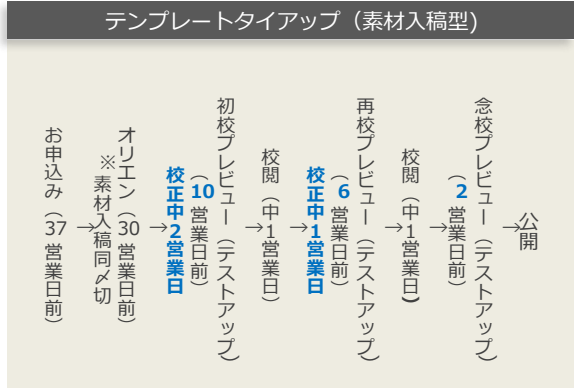 テンプレートタイアップ（素材入稿型)
お申込み（37営業日前）
→
オリエン（30営業日前）
※素材入稿同〆切
→
初校プレビュー（テストアップ）
（10営業日前）
校正中2営業日
→
校閲（中1営業日）
→
再校プレビュー（テストアップ）
（6営業日前）
校正中1営業日
→
校閲（中1営業日）
→
念校プレビュー（テストアップ）
（2営業日前）
→
公開